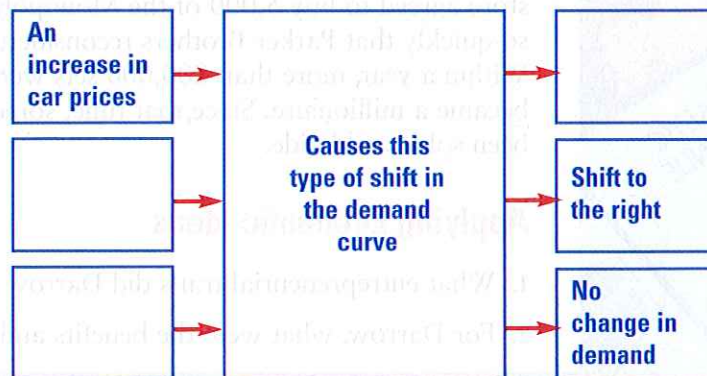 An
increase in
car prices
Causes this
type of shift in
the demand
curve
Shift to
the right
No
change in
demand